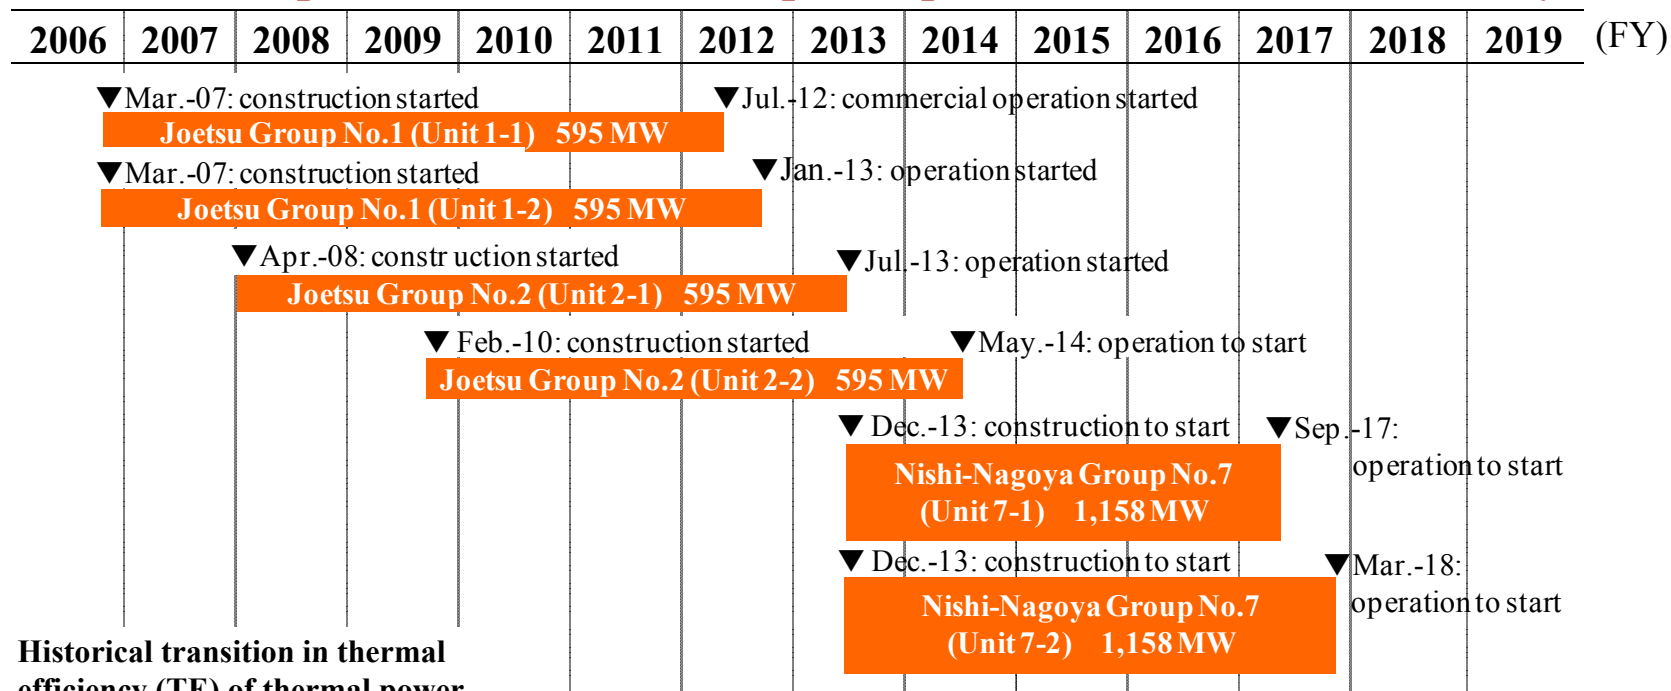 2006 2007 2008 2009 2010 2011 2012 2013 2014 2015 2016 2017 2018 2019 (FY)
▼Mar.-07: construction started ▼Jul.-12: commercial operation started
Joetsu Group No.1 (Unit 1-1) 595 MW
▼Mar.-07: construction started ▼Jan.-13: operation started
Joetsu Group No.1 (Unit 1-2) 595 MW
▼Apr.-08: construction started ▼Jul.-13: operation started
Joetsu Group No.2 (Unit 2-1) 595 MW
▼Feb.-10: construction started ▼May.-14: operation to start
Joetsu Group No.2 (Unit 2-2) 595 MW
▼Dec.-13: construction to start ▼Sep.-17:
operation to start
Nishi-Nagoya Group No.7
(Unit 7-1) 1,158 MW
▼Dec.-13: construction to start ▼Mar.-18:
operation to start
Nishi-Nagoya Group No.7
(Unit 7-2) 1,158 MW
Historical transition in thermal
efficiency (TE) of thermal power